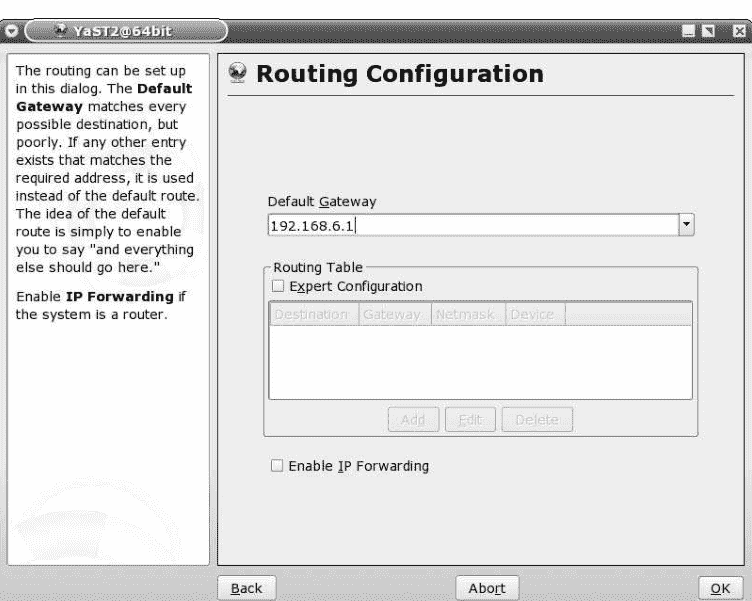 YaST2@64bit
The routing can be set up
in this dialog. The Default
Gateway matches every
possible destination, but
poorly. If any other entry
exists that matches the
required address, it is used
instead of the default route.
The idea of the default
route is simply to enable
you to say "and everything
else should go here."
Enable IP Forwarding if
the system is a router.
Routing Configuration
Default Gateway
192.168.6.1
Routing Table
Expert Configuration
Destination Gateway Netmask Device
Add Edit Delete
Enable IP Forwarding
Back Abort OK